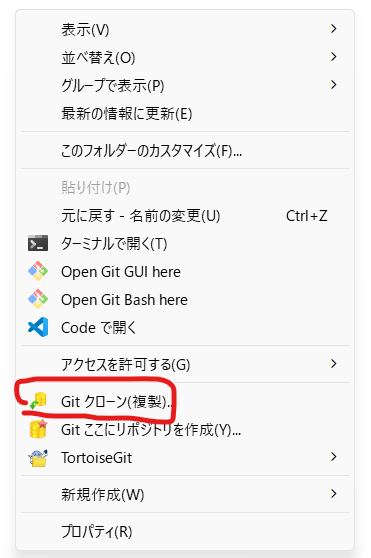 表示(V)
並べ替え(O)
グループで表示(P)
最新の情報に更新(E)
このフォルダーのカスタマイズ(F)...
貼り付け(P)
元に戻す - 名前の変更(U) Ctrl+Z
ターミナルで開く(T)
Open Git GUI here
Open Git Bash here
Code で開く
アクセスを許可する(G)
Git クローン(複製)...
Git ここにリポジトリを作成(Y)...
TortoiseGit
新規作成(W)
プロパティ(R)